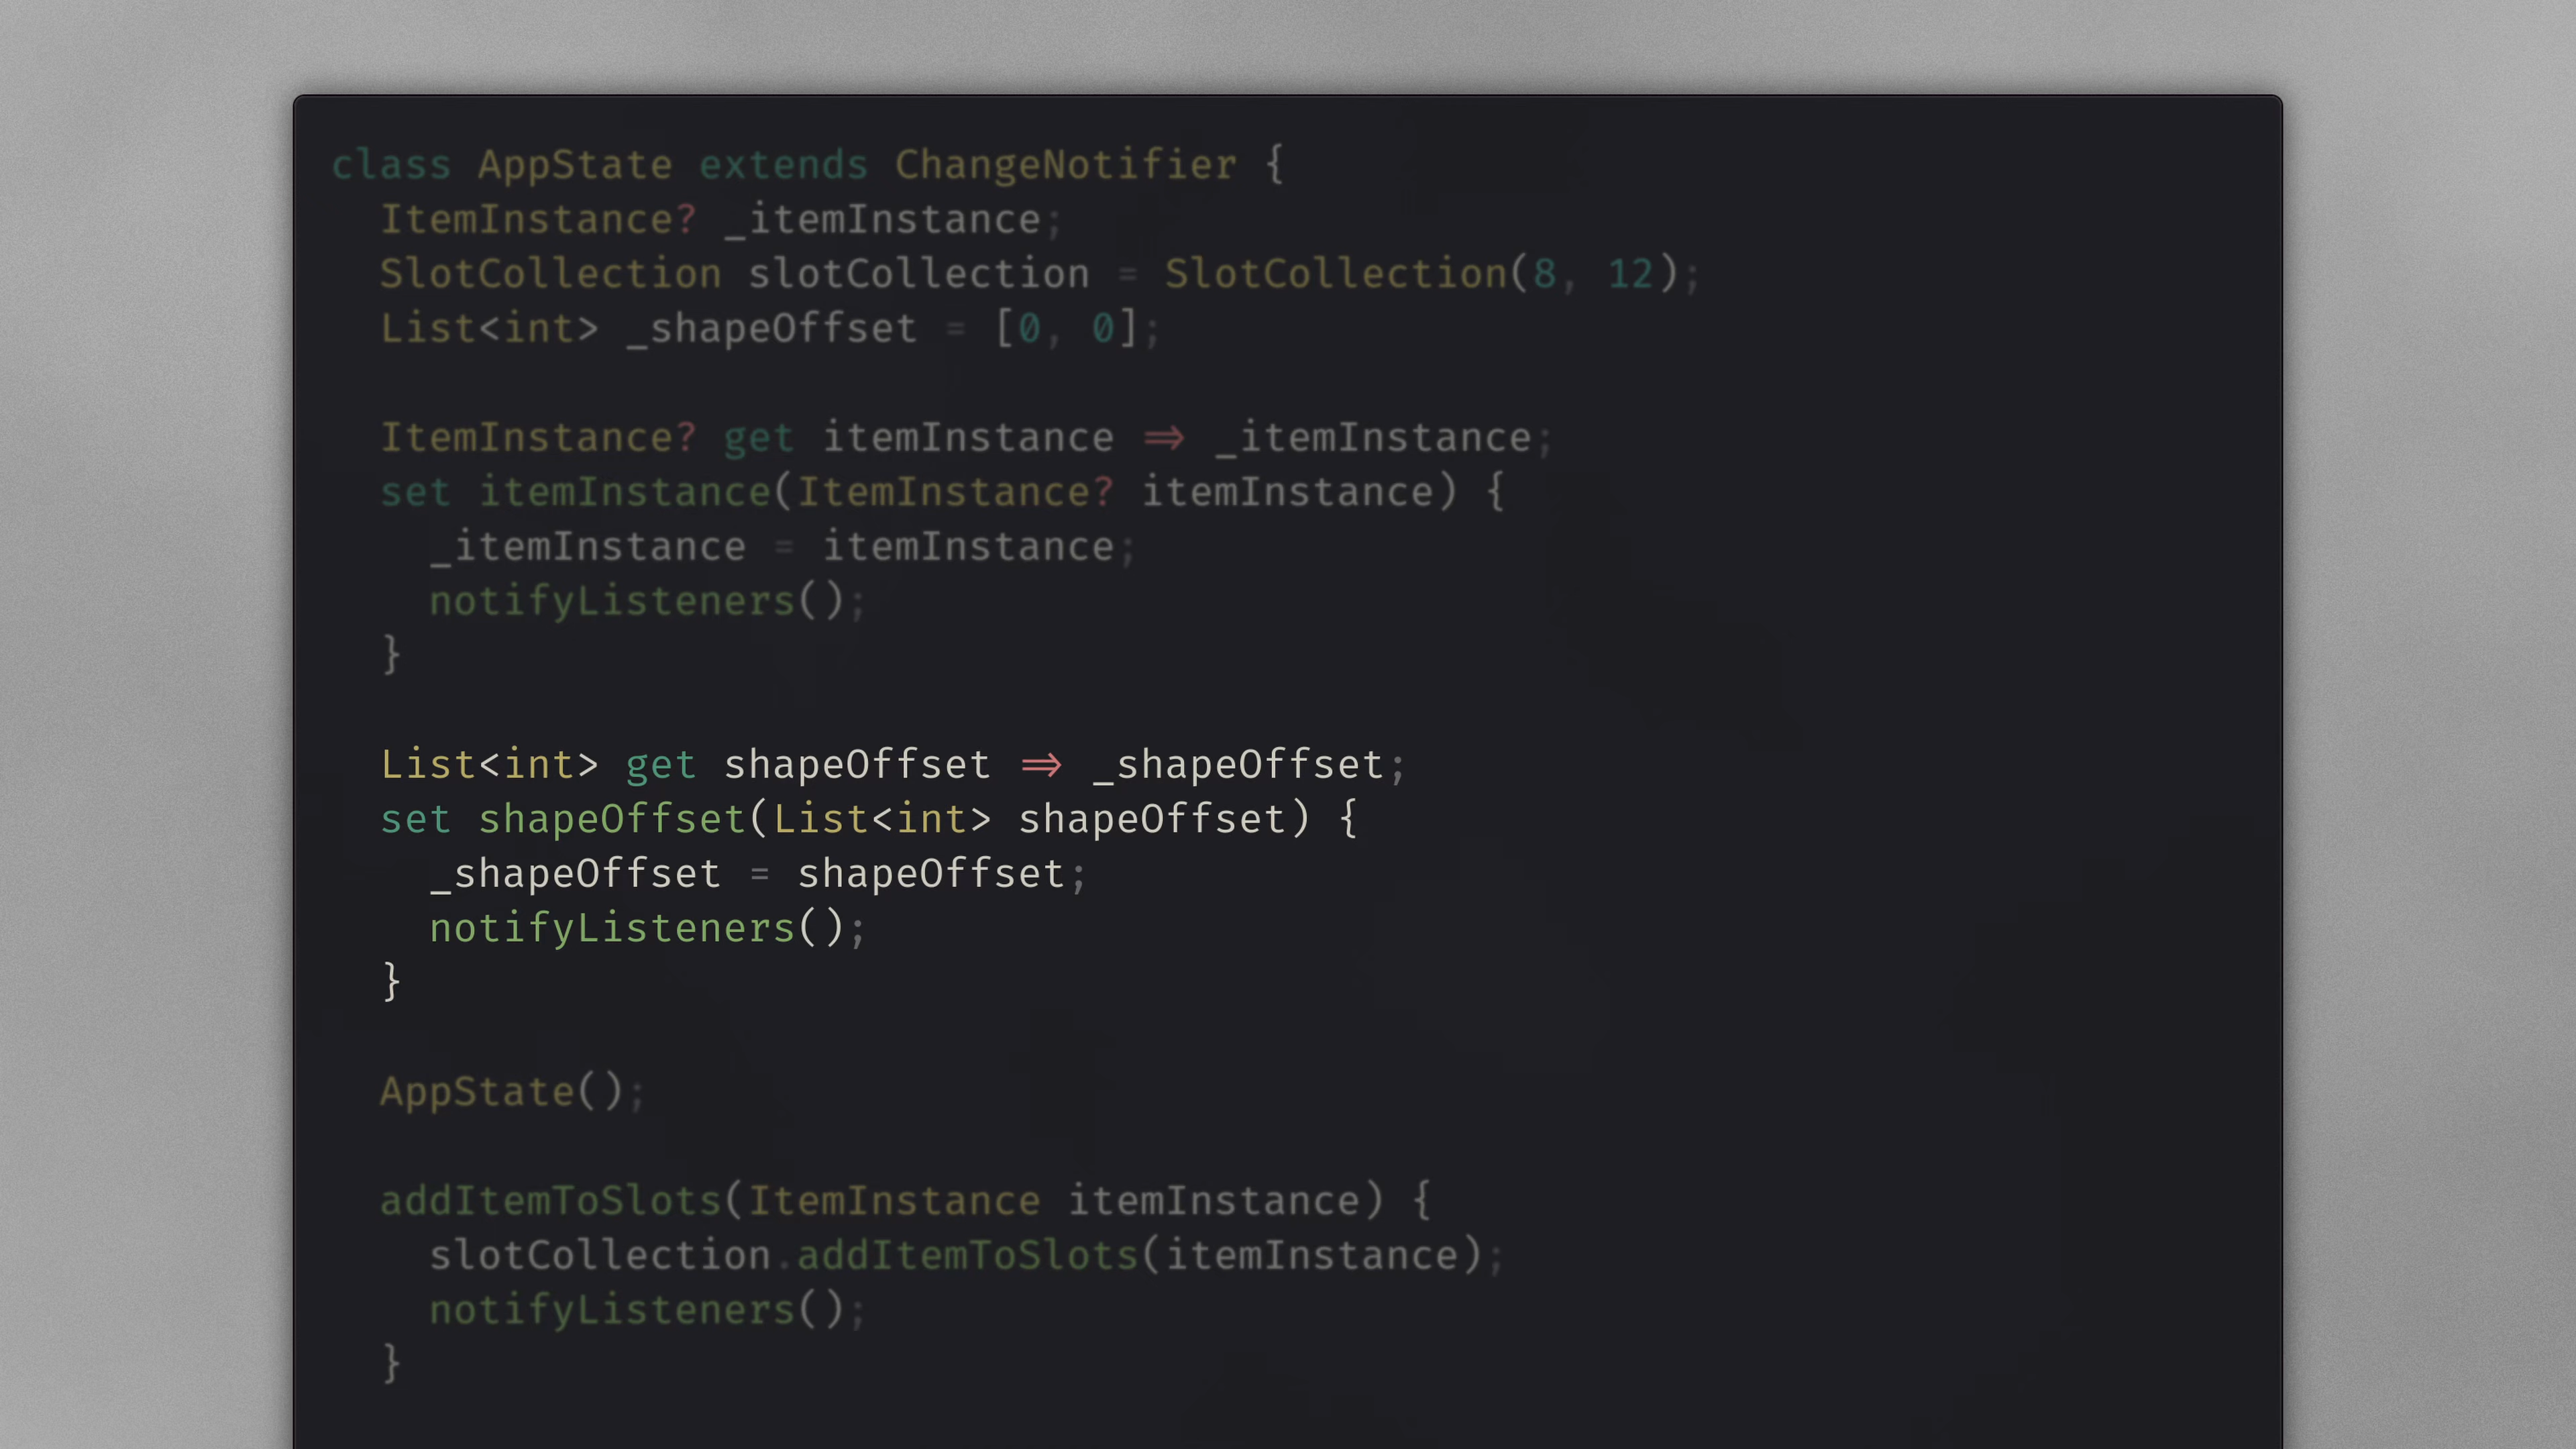 class AppState extends ChangeNotifier {
  ItemInstance? _itemInstance;
  SlotCollection slotCollection = SlotCollection(8, 12);
  List<int> _shapeOffset = [0, 0];

  ItemInstance? get itemInstance => _itemInstance;
  set itemInstance(ItemInstance? itemInstance) {
    _itemInstance = itemInstance;
    notifyListeners();
  }

  List<int> get shapeOffset => _shapeOffset;
  set shapeOffset(List<int> shapeOffset) {
    _shapeOffset = shapeOffset;
    notifyListeners();
  }

  AppState();

  addItemToSlots(ItemInstance itemInstance) {
    slotCollection.addItemToSlots(itemInstance);
    notifyListeners();
  }